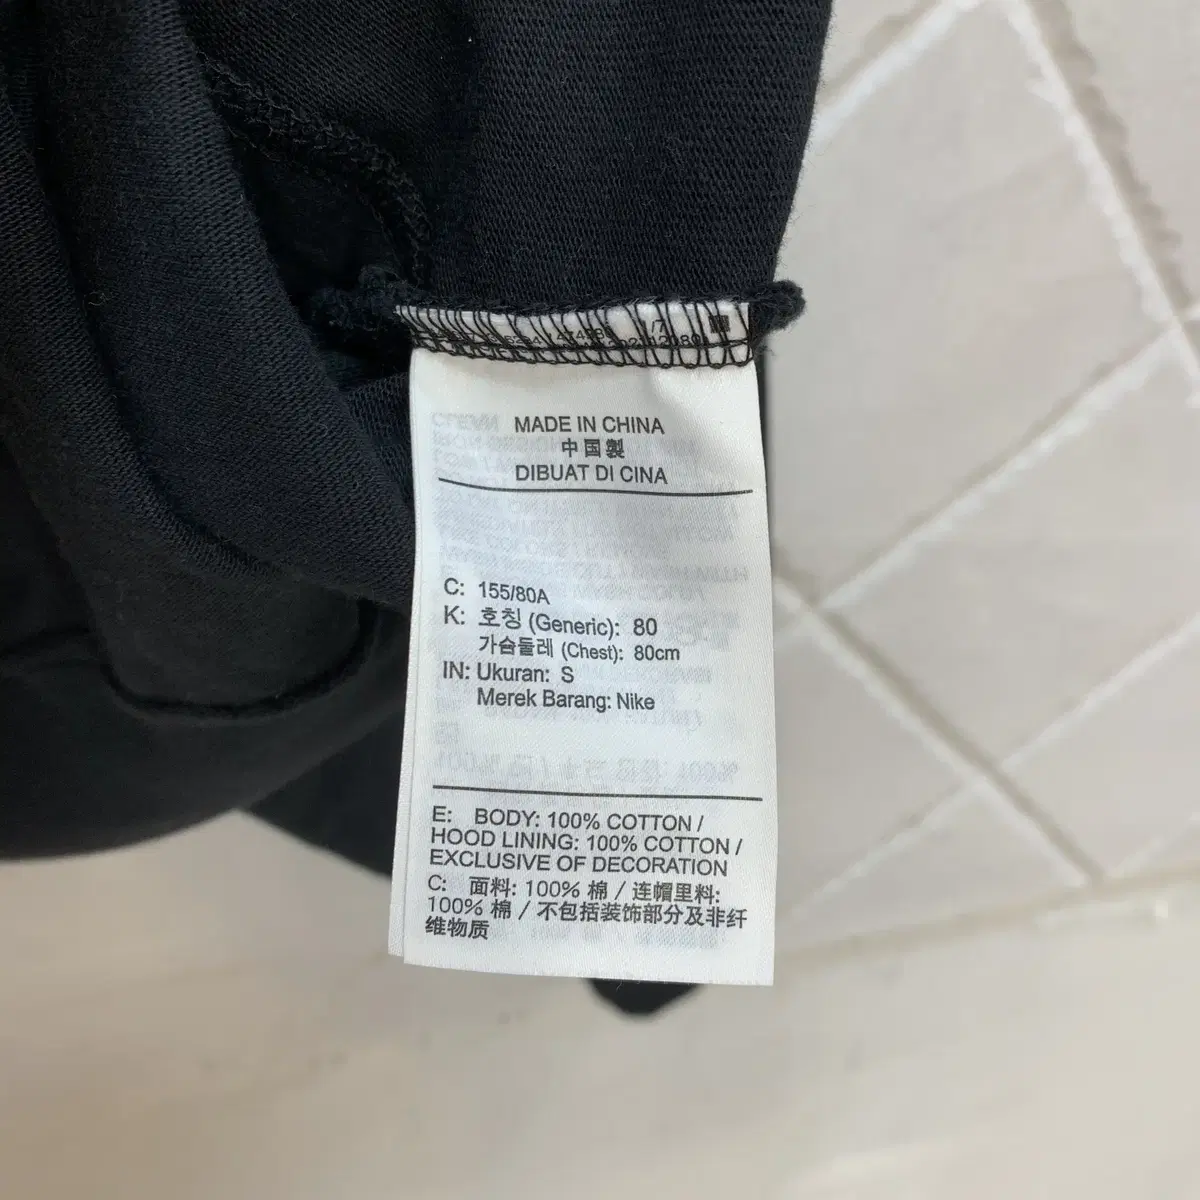 MADE IN CHINA
中国製
DIBUAT DI CINA
C: 155/80A
K: 호칭 (Generic): 80
가슴둘레 (Chest): 80cm
IN: Ukuran: S
Merek Barang: Nike
E: BODY: 100% COTTON /
HOOD LINING: 100% COTTON /
EXCLUSIVE OF DECORATION
C: 面料: 100% 棉 / 连帽里料:
100% 棉 / 不包括装饰部分及非纤
维物质